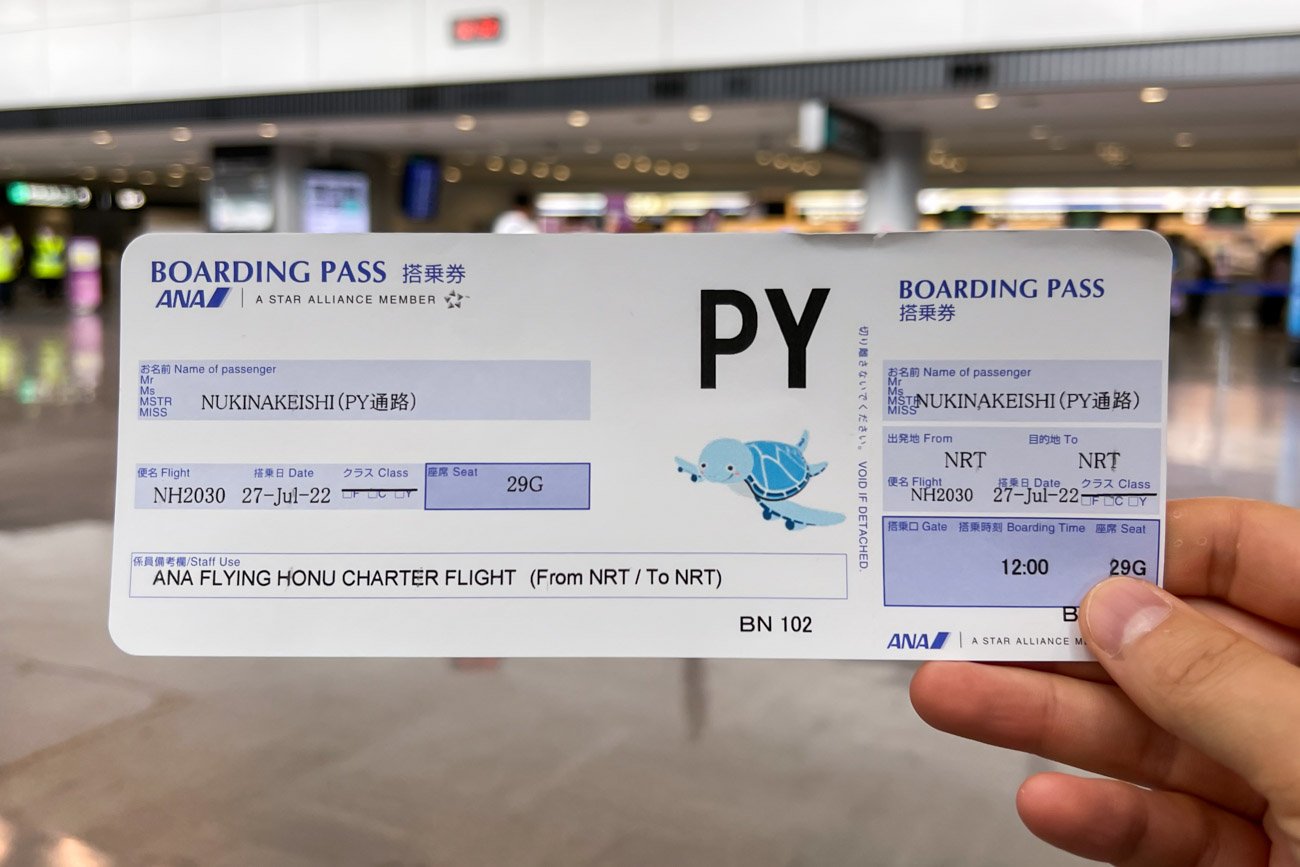 BOARDING PASS 搭乗券
ANA | A STAR ALLIANCE MEMBER
PY
お名前 Name of passenger
Mr
Ms
MSTR
MISS
NUKINAKEISHI(PY通路)
便名 Flight 搭乗日 Date クラス Class 座席 Seat
NH2030 27-Jul-22 □F □C □Y 29G
係員備考欄/Staff Use
ANA FLYING HONU CHARTER FLIGHT (From NRT / To NRT)
BN 102
切り離さないでください。 VOID IF DETACHED.
BOARDING PASS
搭乗券
お名前 Name of passenger
Mr
Ms
MSTR
MISS
NUKINAKEISHI(PY通路)
出発地 From 目的地 To
NRT NRT
便名 Flight 搭乗日 Date クラス Class
NH2030 27-Jul-22 □F □C □Y
搭乗口 Gate 搭乗時刻 Boarding Time 座席 Seat
12:00 29G
ANA | A STAR ALLIANCE